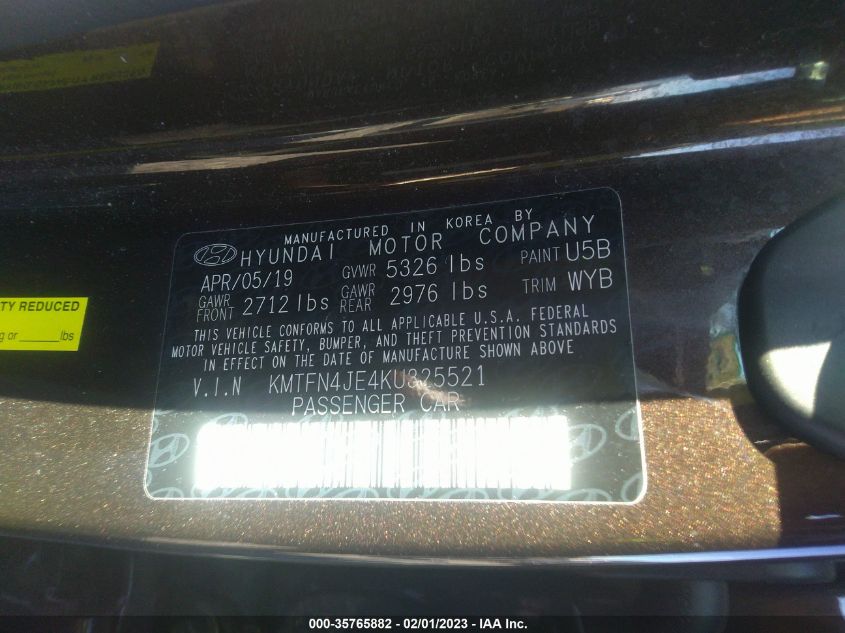 MANUFACTURED IN KOREA BY
HYUNDAI MOTOR COMPANY
APR/05/19 GVWR 5326 lbs PAINT U5B
GAWR FRONT 2712 lbs GAWR REAR 2976 lbs TRIM WYB
THIS VEHICLE CONFORMS TO ALL APPLICABLE U.S.A. FEDERAL
MOTOR VEHICLE SAFETY, BUMPER, AND THEFT PREVENTION STANDARDS
IN EFFECT ON THE DATE OF MANUFACTURE SHOWN ABOVE
V.I.N KMTFN4JE4KU325521
PASSENGER CAR
TY REDUCED
g or lbs
000-35765882 - 02/01/2023 - IAA Inc.